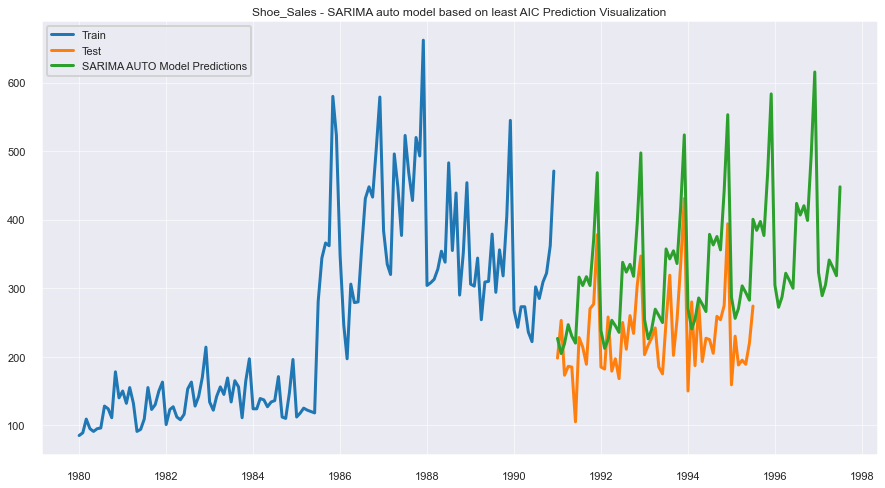 Shoe_Sales - SARIMA auto model based on least AIC Prediction Visualization
Train
Test
SARIMA AUTO Model Predictions
600
500
400
300
200
100
1980 1982 1984 1986 1988 1990 1992 1994 1996 1998